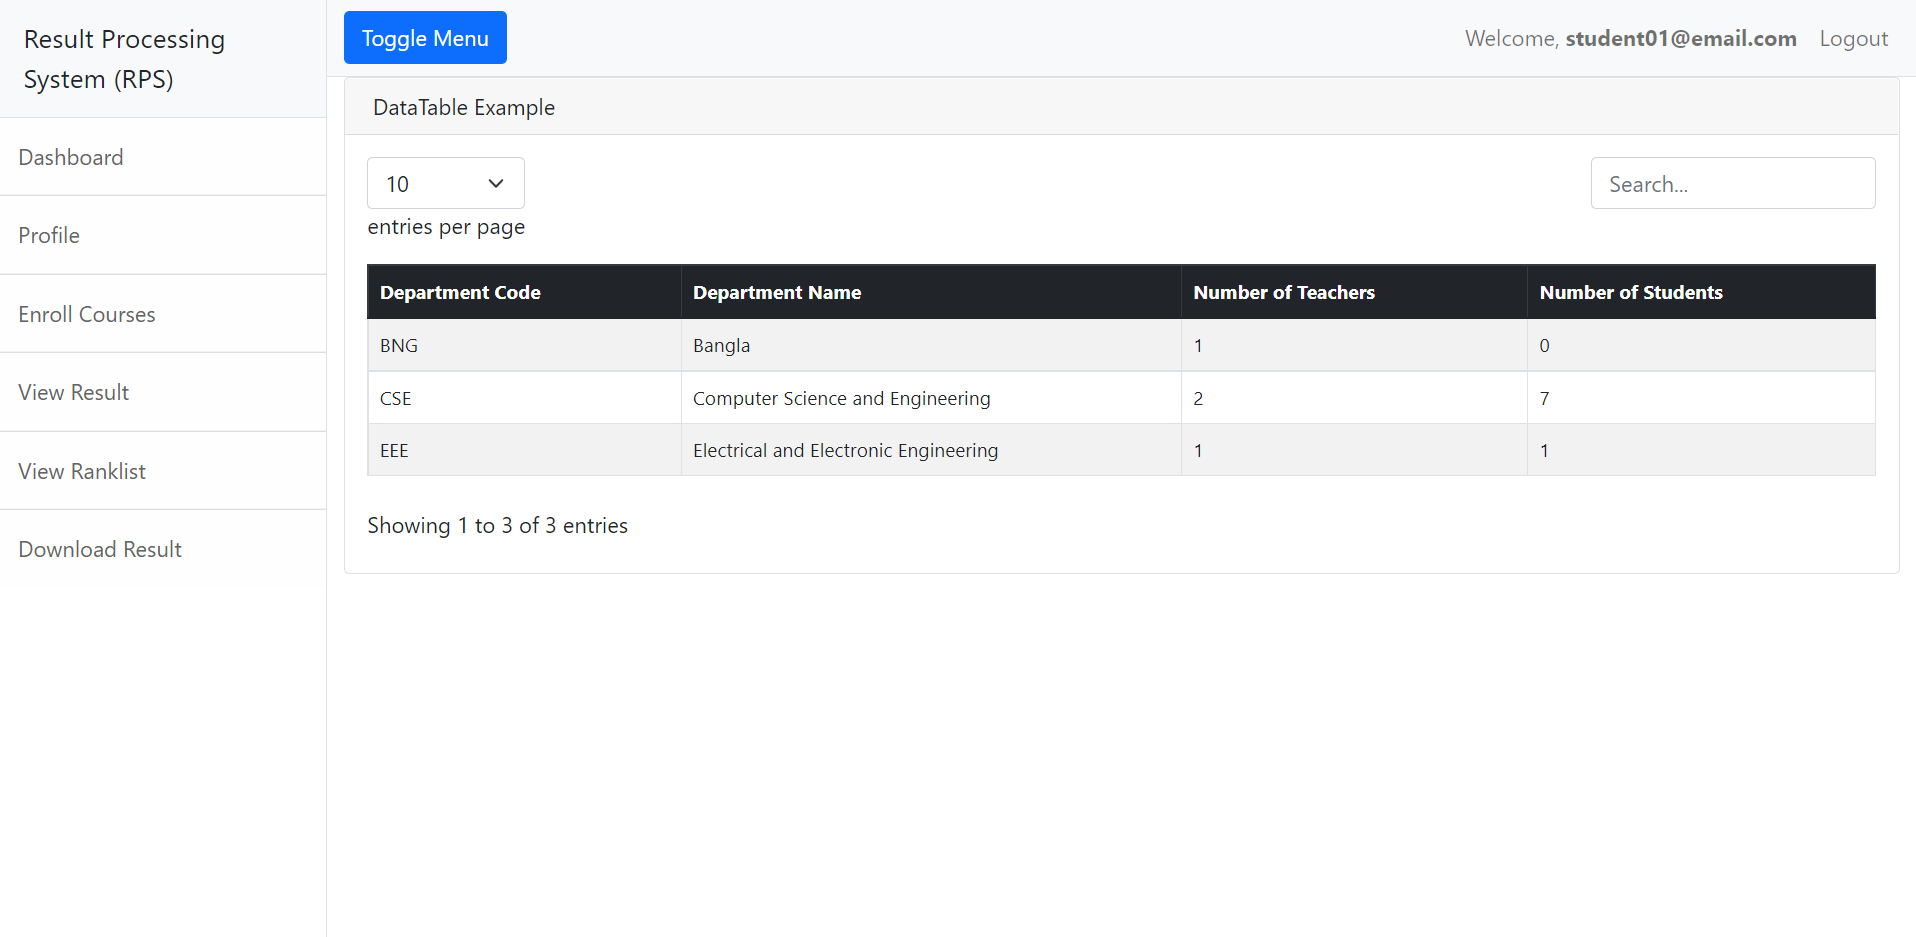 Result Processing
System (RPS)
Dashboard
Profile
Enroll Courses
View Result
View Ranklist
Download Result
Toggle Menu
Welcome, student01@email.com Logout
DataTable Example
10
Search...
entries per page
Department Code Department Name Number of Teachers Number of Students
BNG Bangla 1 0
CSE Computer Science and Engineering 2 7
EEE Electrical and Electronic Engineering 1 1
Showing 1 to 3 of 3 entries